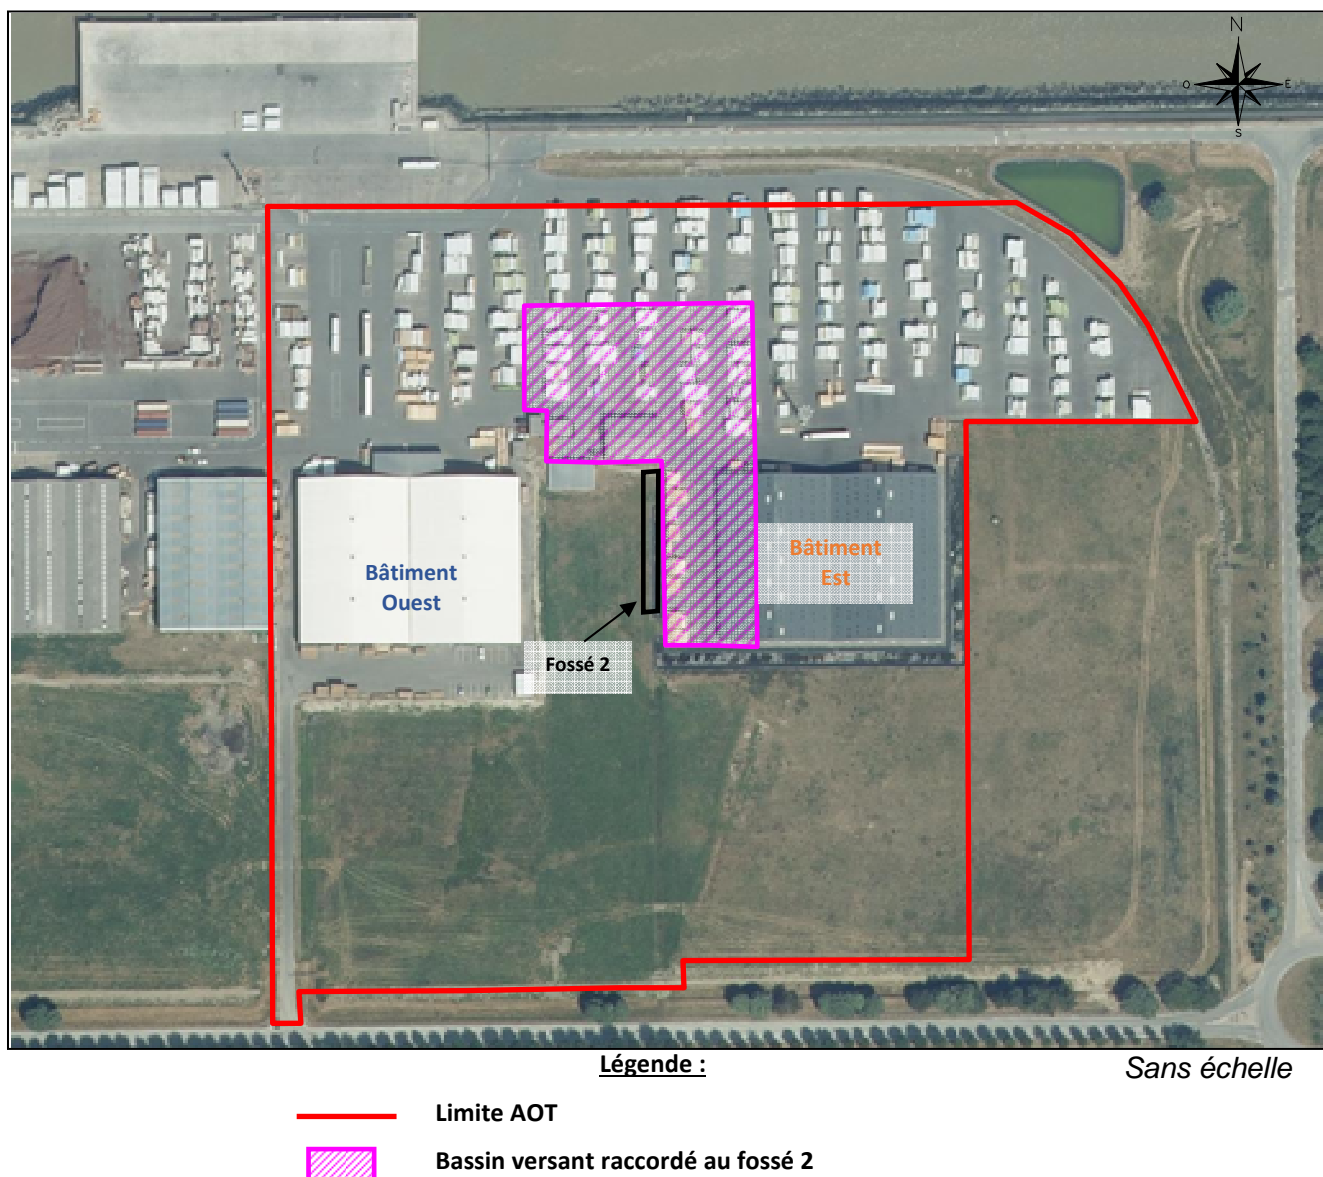 N
O
E
S
Bâtiment
Est
Bâtiment
Ouest
Fossé 2
Légende :
Sans échelle
Limite AOT
Bassin versant raccordé au fossé 2